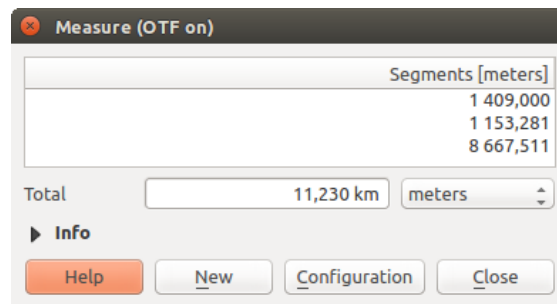 Measure (OTF on)
Segments [meters]
1 409,000
1 153,281
8 667,511
Total 11,230 km meters
Info
Help New Configuration Close